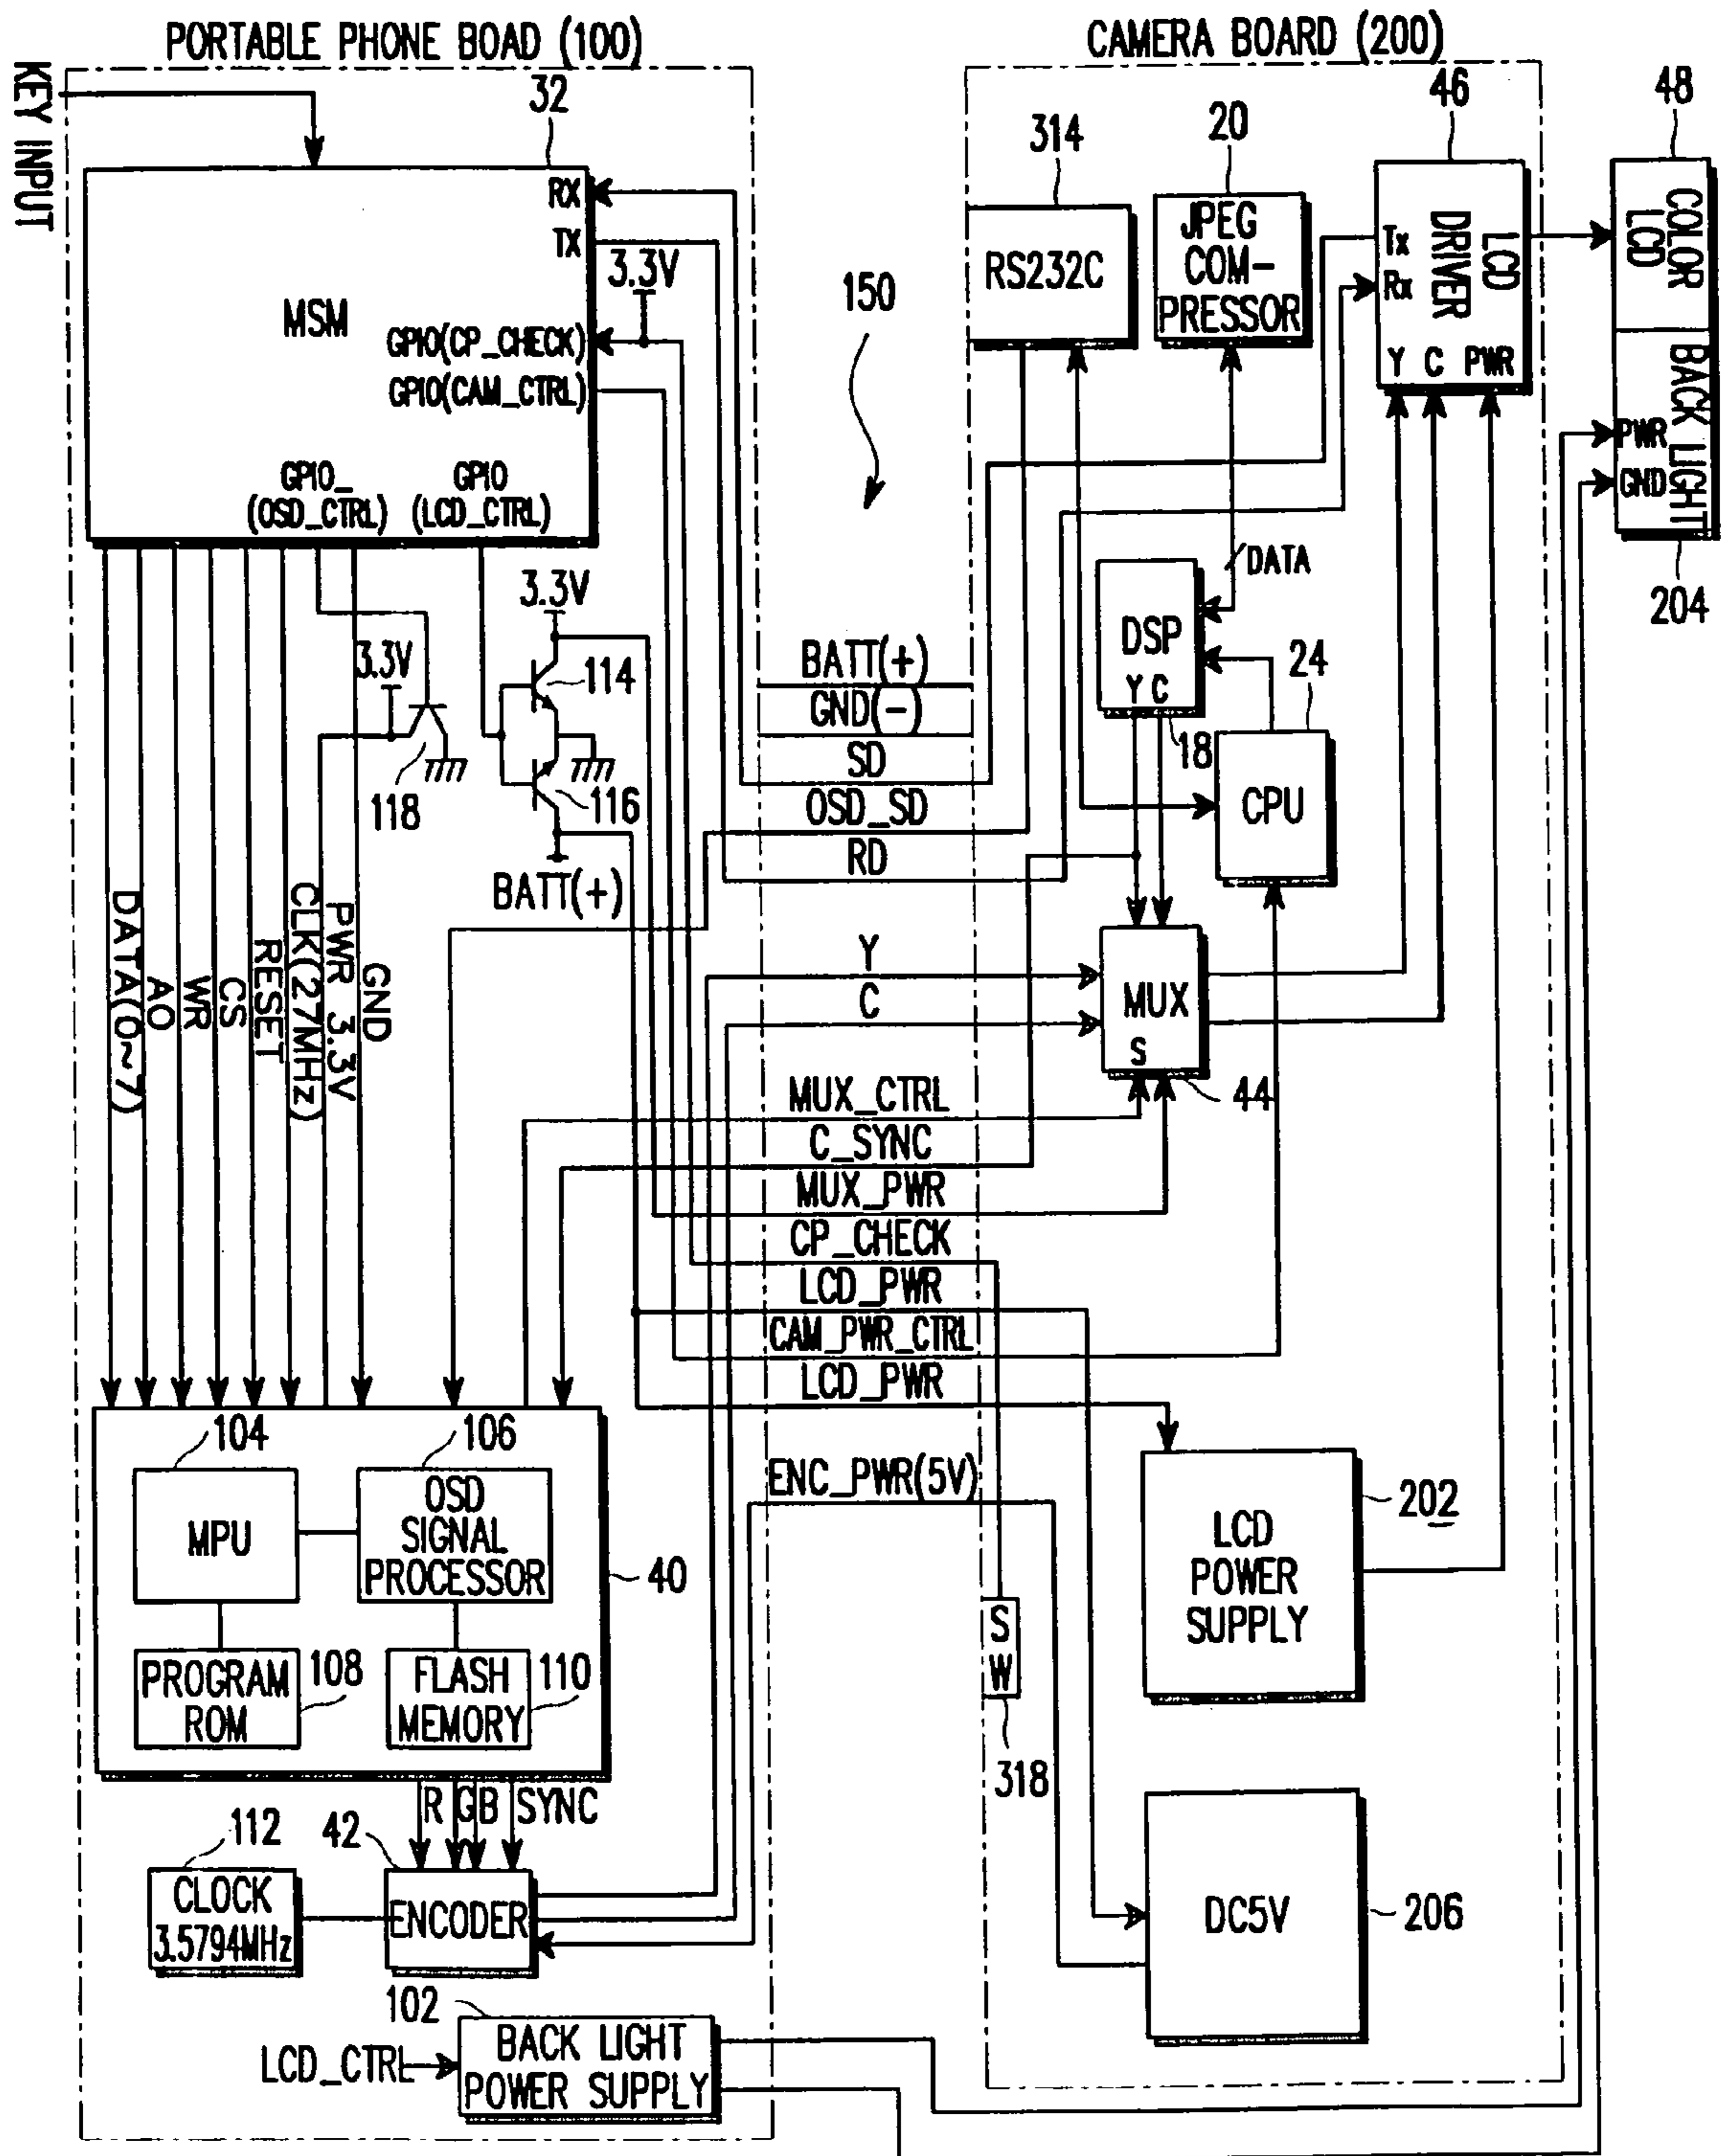 PORTABLE PHONE BOAD (100)
CAMERA BOARD (200)
KEY INPUT
32
RX
TX
3.3V
MSM
GPIO(CP_CHECK)
GPIO(CAM_CTRL)
GPIO_
(OSD_CTRL)
GPIO
(LCD_CTRL)
150
314
RS232C
20
JPEG
COM-
PRESSOR
46
Tx
Rx
LCD
DRIVER
Y C PWR
48
COLOR
LCD
BACK LIGHT
PWR
GND
204
DATA
DSP
Y C
18
24
CPU
3.3V
114
3.3V
118
116
BATT(+)
BATT(+)
GND(-)
SD
OSD_SD
RD
Y
C
MUX
S
44
DATA(0~7)
AO
WR
CS
RESET
CLK(27MHz)
PWR 3.3V
GND
MUX_CTRL
C_SYNC
MUX_PWR
CP_CHECK
LCD_PWR
CAM_PWR_CTRL
LCD_PWR
ENC_PWR(5V)
104
MPU
106
OSD
SIGNAL
PROCESSOR
40
PROGRAM
ROM
108
FLASH
MEMORY
110
LCD
POWER
SUPPLY
202
S
W
318
R G B SYNC
112
CLOCK
3.5794MHz
42
ENCODER
DC5V
206
102
LCD_CTRL
BACK LIGHT
POWER SUPPLY